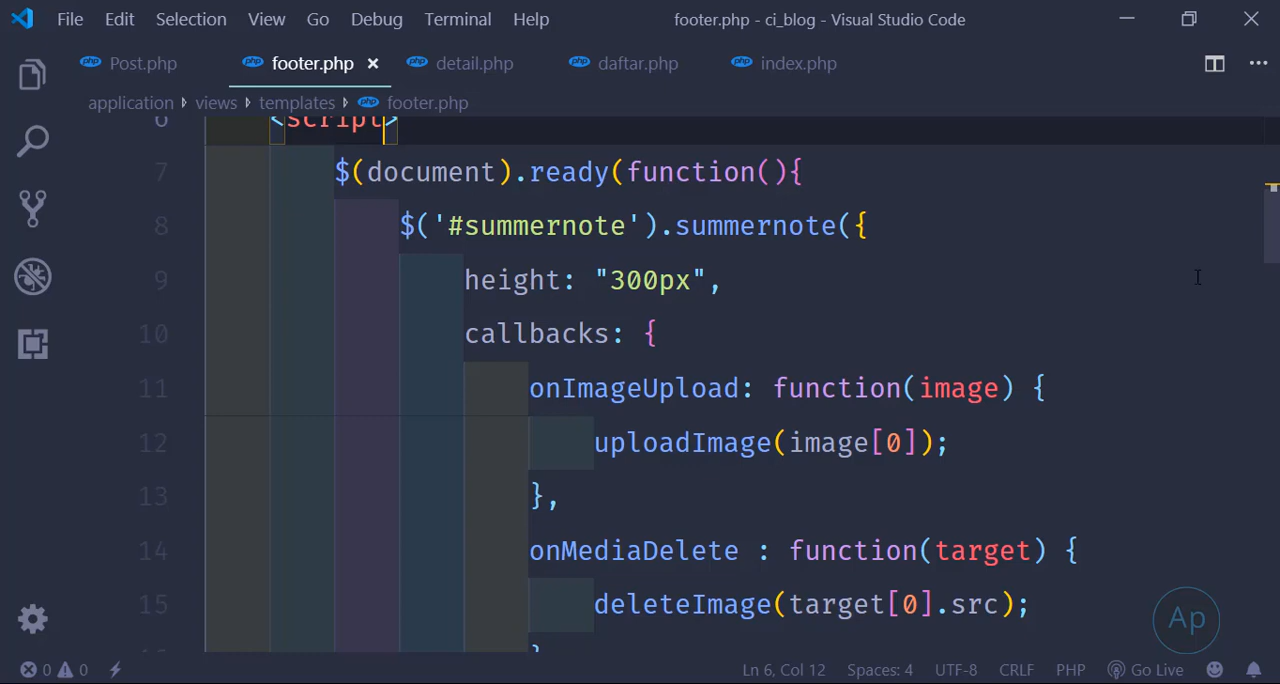 File Edit Selection View Go Debug Terminal Help footer.php - ci_blog - Visual Studio Code
Post.php footer.php × detail.php daftar.php index.php
application views templates footer.php
6 <script>
7 $(document).ready(function(){
8 $('#summernote').summernote({
9 height: "300px",
10 callbacks: {
11 onImageUpload: function(image) {
12 uploadImage(image[0]);
13 },
14 onMediaDelete : function(target) {
15 deleteImage(target[0].src);
Ap
0 0 Ln 6, Col 12 Spaces: 4 UTF-8 CRLF PHP Go Live